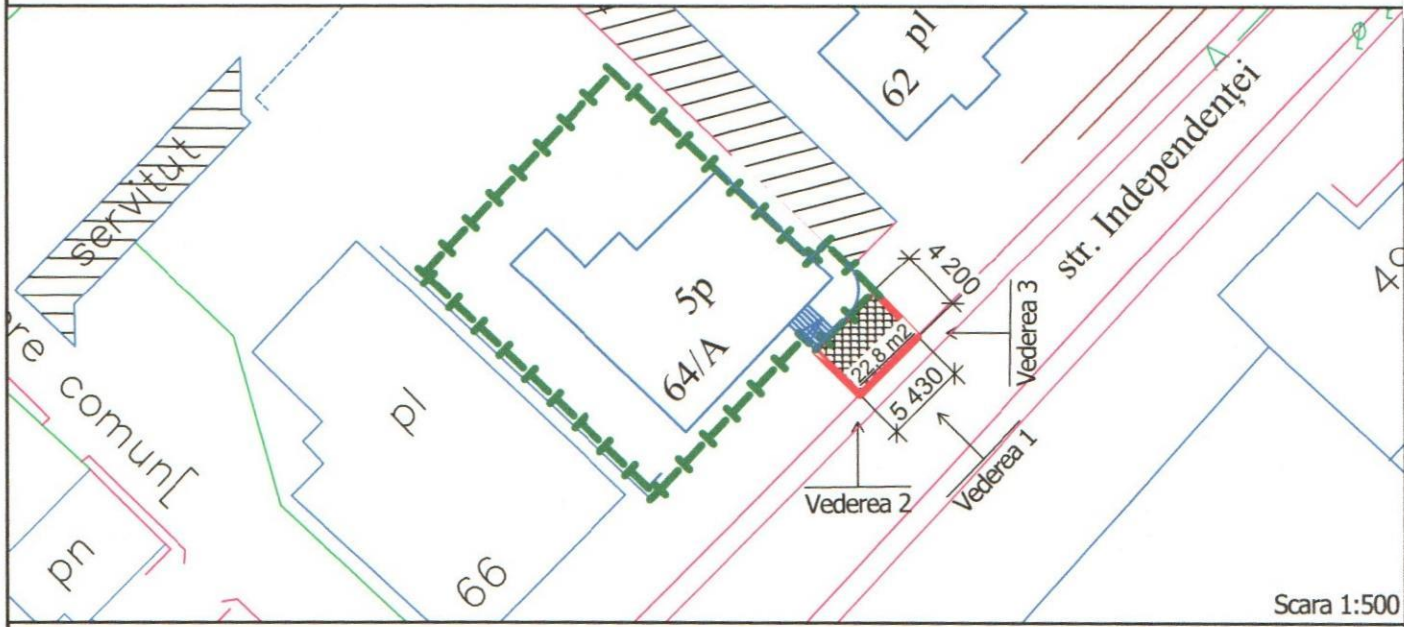 servitut
62 pl
str. Independenței
4 200
Vederea 3
5p
64/A
22,8 m2
5 430
Vederea 1
Vederea 2
pl
comun[
pn
66
Scara 1:500